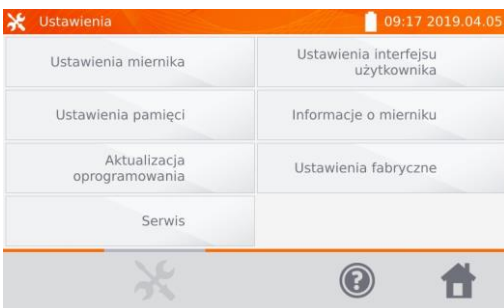 Ustawienia
09:17 2019.04.05
Ustawienia miernika
Ustawienia interfejsu
użytkownika
Ustawienia pamięci
Informacje o mierniku
Aktualizacja
oprogramowania
Ustawienia fabryczne
Serwis
?